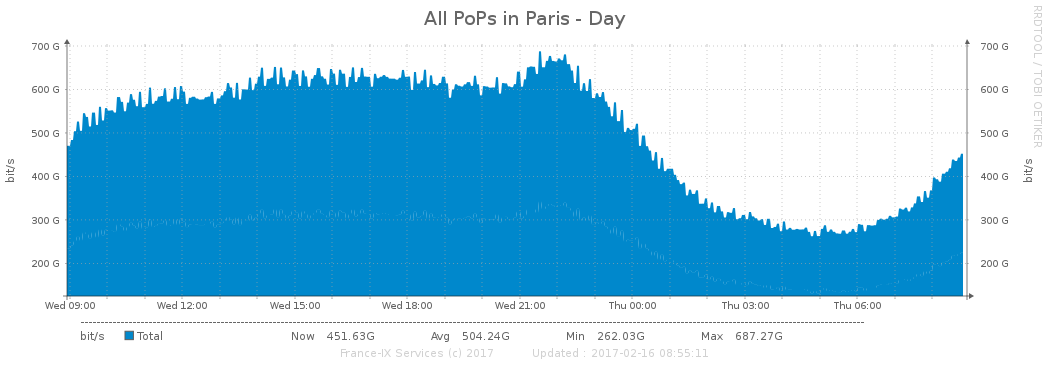 All PoPs in Paris - Day
RRDTOOL / TOBI OETIKER
bit/s
bit/s
700 G 700 G
600 G 600 G
500 G 500 G
400 G 400 G
300 G 300 G
200 G 200 G
Wed 09:00 Wed 12:00 Wed 15:00 Wed 18:00 Wed 21:00 Thu 00:00 Thu 03:00 Thu 06:00
bit/s Total Now 451.63G Avg 504.24G Min 262.03G Max 687.27G
France-IX Services (c) 2017 Updated : 2017-02-16 08:55:11